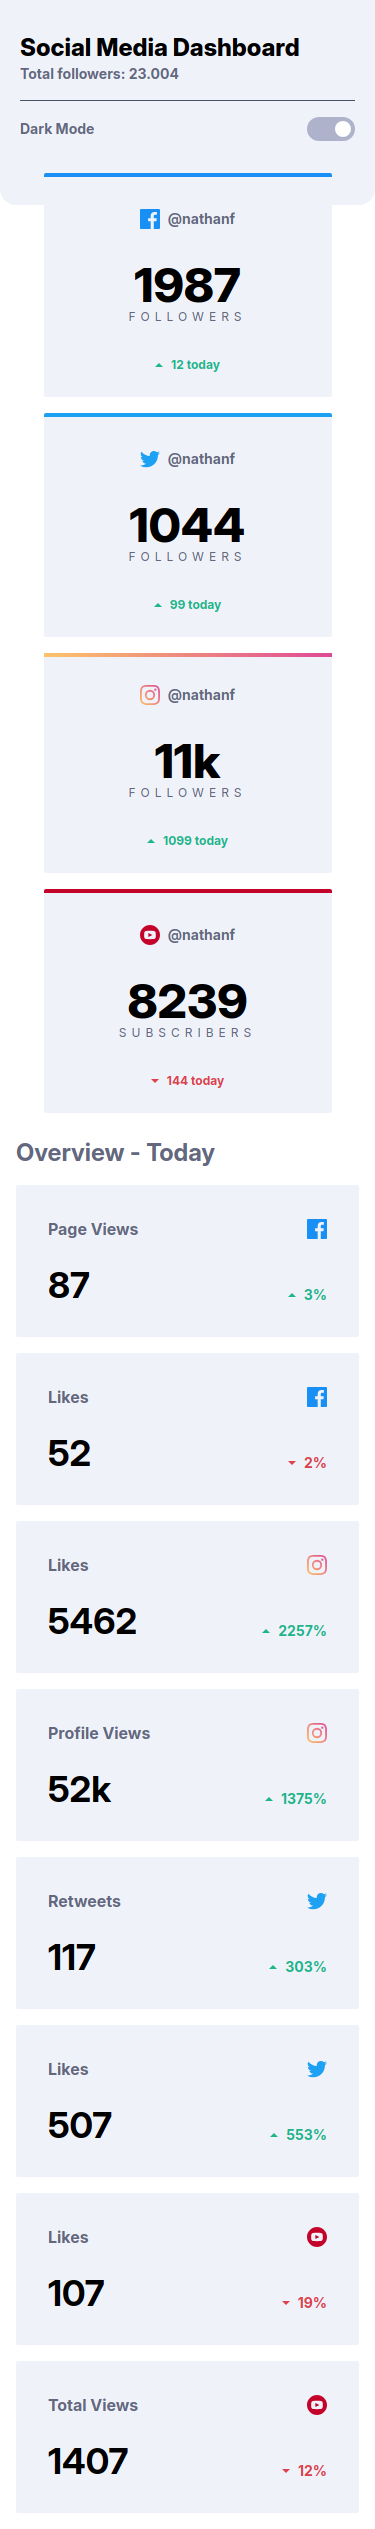 Social Media Dashboard
Total followers: 23.004
Dark Mode
@nathanf
1987
FOLLOWERS
12 today
@nathanf
1044
FOLLOWERS
99 today
@nathanf
11k
FOLLOWERS
1099 today
@nathanf
8239
SUBSCRIBERS
144 today
Overview - Today
Page Views
87
3%
Likes
52
2%
Likes
5462
2257%
Profile Views
52k
1375%
Retweets
117
303%
Likes
507
553%
Likes
107
19%
Total Views
1407
12%